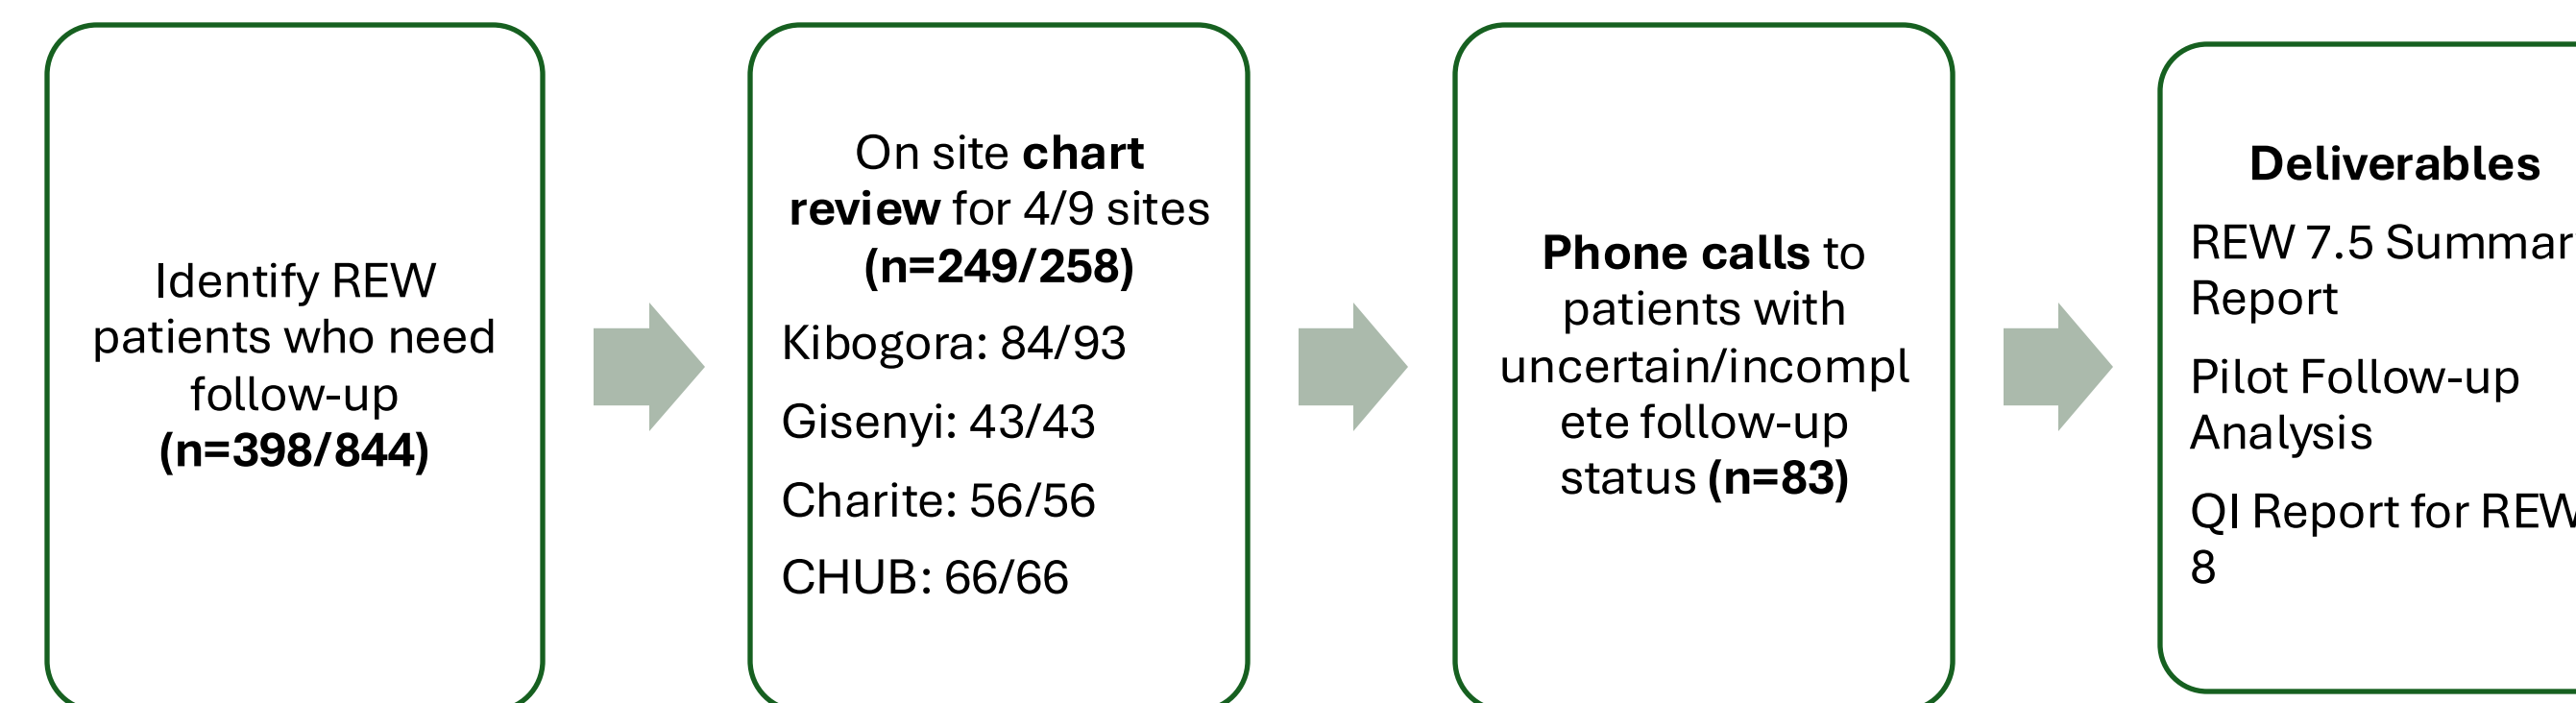 Identify REW
patients who need
follow-up
(n=398/844)
On site chart
review for 4/9 sites
(n=249/258)
Kibogora: 84/93
Gisenyi: 43/43
Charite: 56/56
CHUB: 66/66
Phone calls to
patients with
uncertain/incompl
ete follow-up
status (n=83)
Deliverables
REW 7.5 Summar
Report
Pilot Follow-up
Analysis
QI Report for REW
8